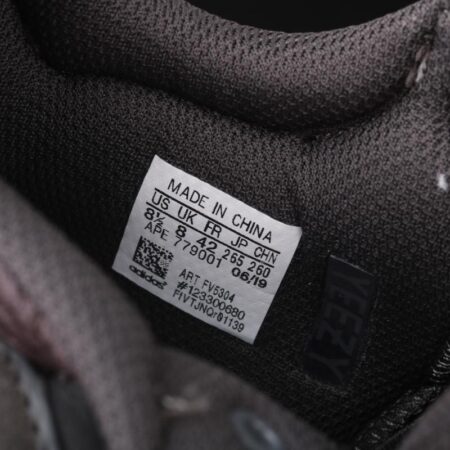 MADE IN CHINA
US UK FR JP CHN
8½ 8 42 265 260
APE 779001 06/19
ART FV5304
#123300680
F1VTJNQr01139
adidas
YEEZY